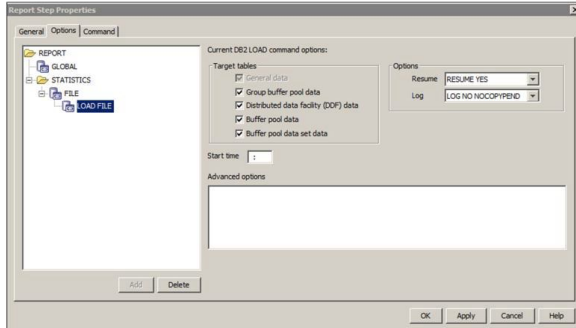 Report Step Properties
General Options Command
REPORT
GLOBAL
STATISTICS
FILE
LOAD FILE
Add Delete
Current DB2 LOAD command options:
Target tables
General data
Group buffer pool data
Distributed data facility (DDF) data
Buffer pool data
Buffer pool data set data
Options
Resume RESUME YES
Log LOG NO NOCOPYPEND
Start time :
Advanced options
OK Apply Cancel Help